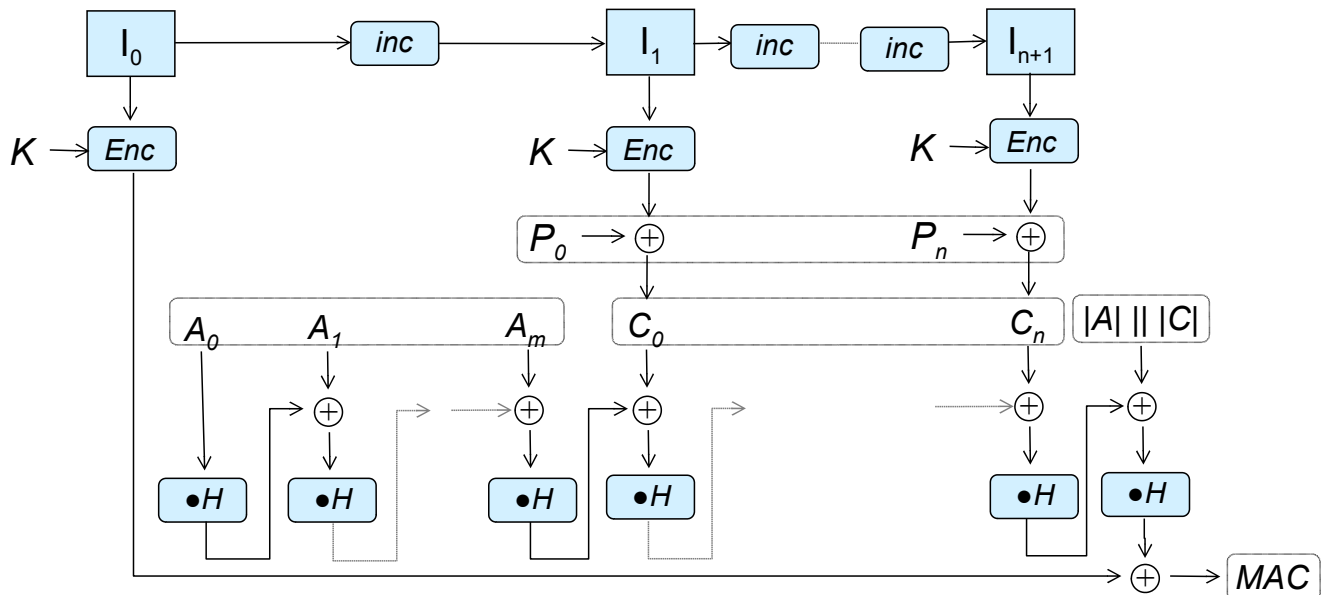 I₀ inc I₁ inc inc Iₙ₊₁
K Enc K Enc K Enc
P₀ + Pₙ +
A₀ A₁ Aₘ C₀ Cₙ |A| || |C|
+ + + + +
●H ●H ●H ●H ●H ●H
+ MAC